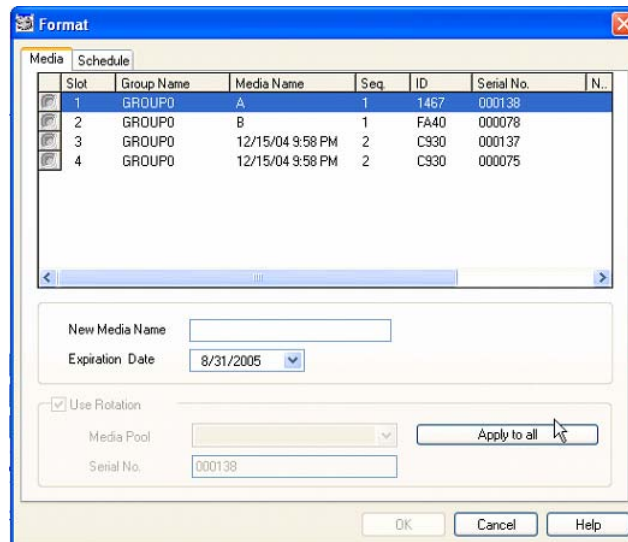 Format
Media Schedule
Slot Group Name Media Name Seq. ID Serial No. N..
1 GROUP0 A 1 1467 000138
2 GROUP0 B 1 FA40 000078
3 GROUP0 12/15/04 9:58 PM 2 C930 000137
4 GROUP0 12/15/04 9:58 PM 2 C930 000075
New Media Name
Expiration Date 8/31/2005
Use Rotation
Media Pool Apply to all
Serial No. 000138
OK Cancel Help